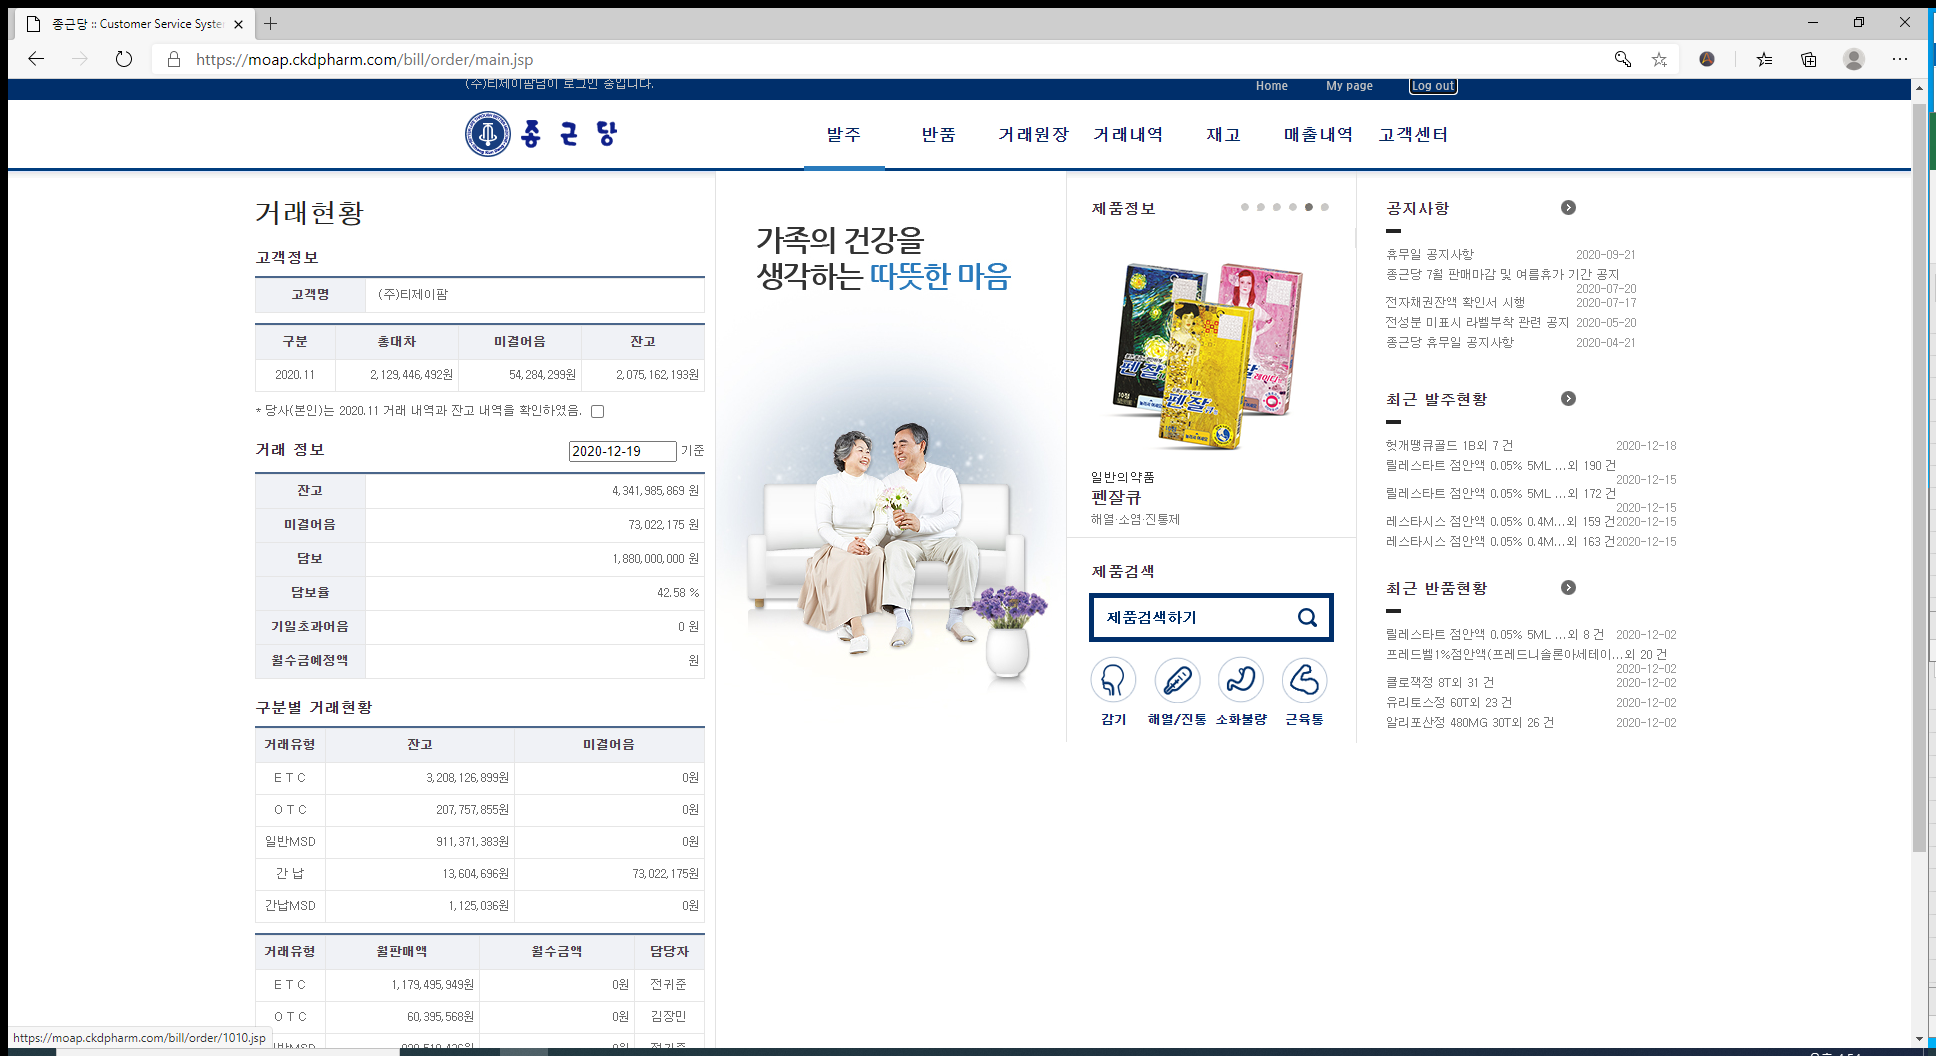 종근당 :: Customer Service Syste
https://moap.ckdpharm.com/bill/order/main.jsp
(주)티제이팜님이 로그인 중입니다.
Home My page Log out
종근당
발주 반품 거래원장 거래내역 재고 매출내역 고객센터
거래현황
고객정보
고객명 (주)티제이팜
구분 총대차 미결어음 잔고
2020.11 2,129,446,492원 54,284,299원 2,075,162,193원
* 당사(본인)는 2020.11 거래 내역과 잔고 내역을 확인하였음.
거래 정보 2020-12-19 기준
잔고 4,341,985,869 원
미결어음 73,022,175 원
담보 1,880,000,000 원
담보율 42.58 %
기일초과어음 0 원
월수금예정액 원
구분별 거래현황
거래유형 잔고 미결어음
E T C 3,208,126,899원 0원
O T C 207,757,855원 0원
일반MSD 911,371,383원 0원
간 납 13,604,696원 73,022,175원
간납MSD 1,125,036원 0원
거래유형 월판매액 월수금액 담당자
E T C 1,179,495,949원 0원 전귀준
O T C 60,395,568원 0원 김장민
가족의 건강을
생각하는 따뜻한 마음
제품정보
펜잘
펜잘큐
10정
일반의약품
펜잘큐
해열·소염·진통제
제품검색
제품검색하기
감기 해열/진통 소화불량 근육통
공지사항
휴무일 공지사항 2020-09-21
종근당 7월 판매마감 및 여름휴가 기간 공지
2020-07-20
전자채권잔액 확인서 시행 2020-07-17
전성분 미표시 라벨부착 관련 공지 2020-05-20
종근당 휴무일 공지사항 2020-04-21
최근 발주현황
헛개땡큐골드 1B외 7 건 2020-12-18
릴레스타트 점안액 0.05% 5ML ...외 190 건
2020-12-15
릴레스타트 점안액 0.05% 5ML ...외 172 건
2020-12-15
레스타시스 점안액 0.05% 0.4M...외 159 건2020-12-15
레스타시스 점안액 0.05% 0.4M...외 163 건2020-12-15
최근 반품현황
릴레스타트 점안액 0.05% 5ML ...외 8 건 2020-12-02
프레드벨1%점안액(프레드니솔론아세테이...외 20 건
2020-12-02
클로잭정 8T외 31 건 2020-12-02
유리토스정 60T외 23 건 2020-12-02
알리포산정 480MG 30T외 26 건 2020-12-02
https://moap.ckdpharm.com/bill/order/1010.jsp